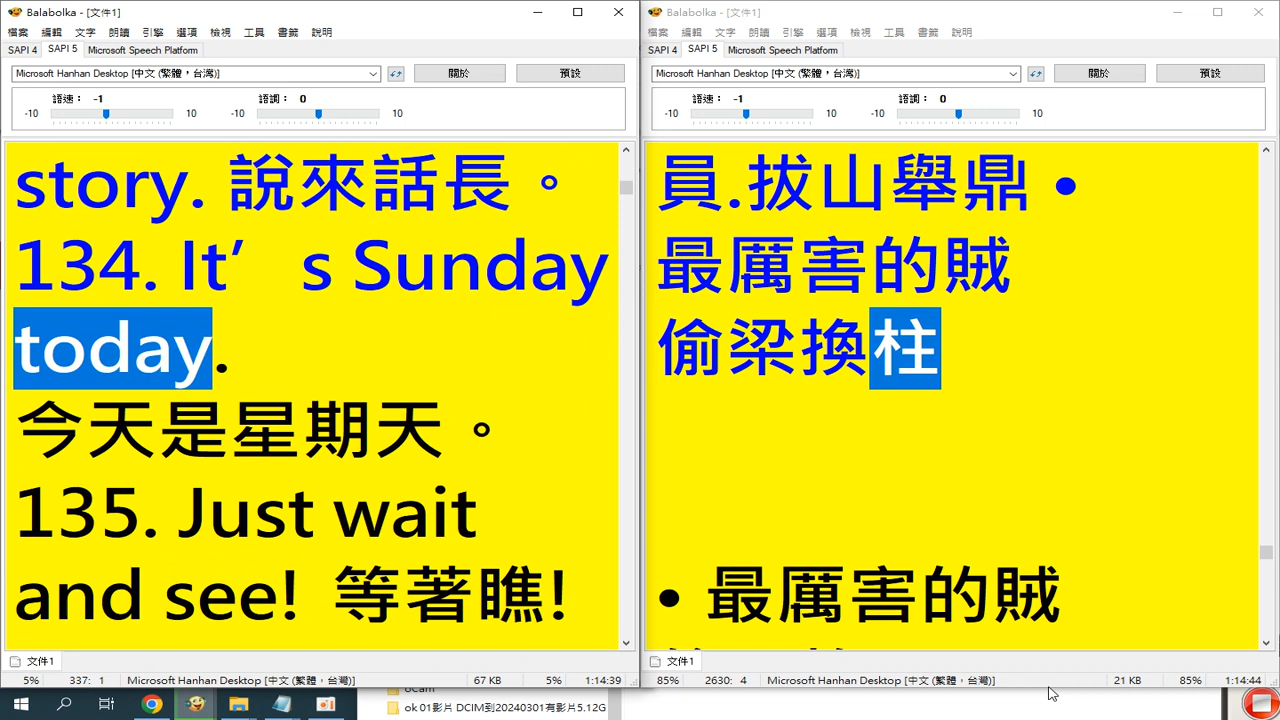 Balabolka - [文件1]
檔案 編輯 文字 朗讀 引擎 選項 檢視 工具 書籤 說明
SAPI 4 SAPI 5 Microsoft Speech Platform
Microsoft Hanhan Desktop [中文 (繁體，台灣)] 關於 預設
語速： -1 語調： 0
-10 10 -10 10
story. 說來話長。
134. It’ s Sunday
today.
今天是星期天。
135. Just wait
and see! 等著瞧!
文件1
5% 337: 1 Microsoft Hanhan Desktop [中文 (繁體，台灣)] 67 KB 5% 1:14:39
Balabolka - [文件1]
檔案 編輯 文字 朗讀 引擎 選項 檢視 工具 書籤 說明
SAPI 4 SAPI 5 Microsoft Speech Platform
Microsoft Hanhan Desktop [中文 (繁體，台灣)] 關於 預設
語速： -1 語調： 0
-10 10 -10 10
員.拔山舉鼎 •
最厲害的賊
偷梁換柱
• 最厲害的賊
文件1
85% 2630: 4 Microsoft Hanhan Desktop [中文 (繁體，台灣)] 21 KB 85% 1:14:44
oCam
ok 01影片 DCIM到20240301影片5.12G